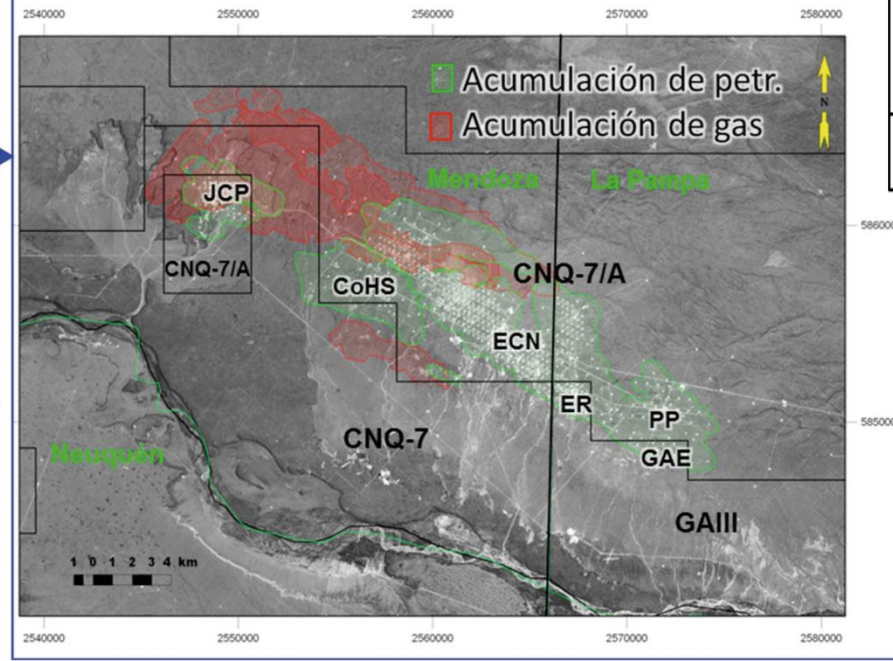 2540000 2550000 2560000 2570000 2580000
Acumulación de petr.
Acumulación de gas
N
Mendoza La Pampa
JCP
586000
CNQ-7/A
CNQ-7/A
CoHS
ECN
ER
PP
585000
CNQ-7
Neuquén
GAE
GAIII
1 0 1 2 3 4 km
2540000 2550000 2560000 2570000 2580000